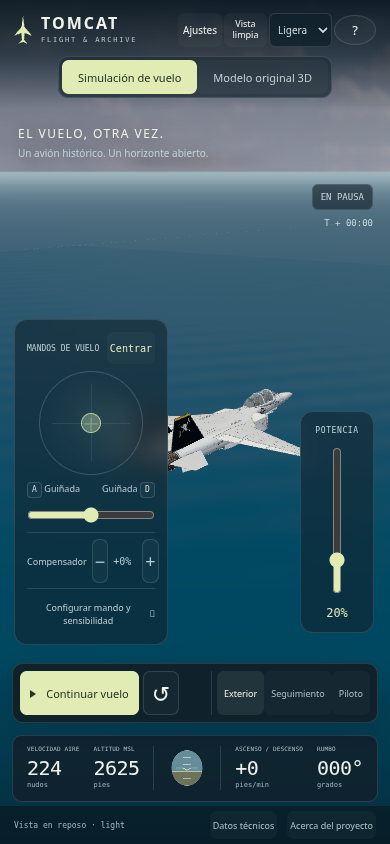 TOMCAT
FLIGHT & ARCHIVE
Ajustes
Vista
limpia
Ligera
?
Simulación de vuelo
Modelo original 3D
EL VUELO, OTRA VEZ.
Un avión histórico. Un horizonte abierto.
EN PAUSA
T + 00:00
MANDOS DE VUELO
Centrar
A Guiñada
Guiñada D
Compensador
− +0% +
Configurar mando y
sensibilidad
POTENCIA
20%
Continuar vuelo
↺
Exterior
Seguimiento
Piloto
VELOCIDAD AIRE
224
nudos
ALTITUD MSL
2625
pies
ASCENSO / DESCENSO
+0
pies/min
RUMBO
000°
grados
Vista en reposo · light
Datos técnicos
Acerca del proyecto